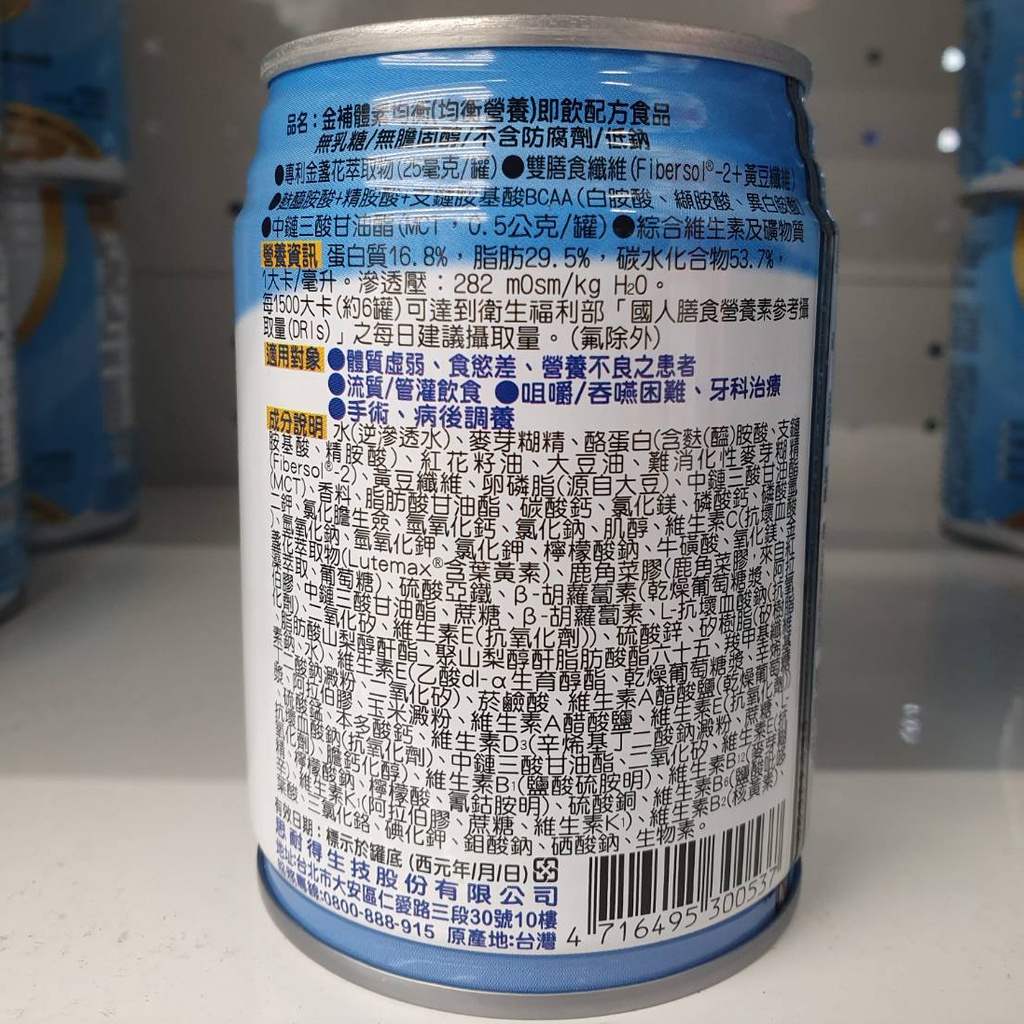 品名：金補體素均衡(均衡營養)即飲配方食品
無乳糖/無膽固醇/不含防腐劑/低鈉
●專利金盞花萃取物(25毫克/罐)●雙膳食纖維(Fibersol®-2+黃豆纖維)
●麩醯胺酸+精胺酸+支鏈胺基酸BCAA(白胺酸、纈胺酸、異白胺酸)
●中鏈三酸甘油酯(MCT，0.5公克/罐)●綜合維生素及礦物質
營養資訊 蛋白質16.8%，脂肪29.5%，碳水化合物53.7%，
1大卡/毫升。滲透壓：282 mOsm/kg H₂O。
每1500大卡(約6罐)可達到衛生福利部「國人膳食營養素參考攝
取量(DRIs)」之每日建議攝取量。(氟除外)
適用對象 ●體質虛弱、食慾差、營養不良之患者
●流質/管灌飲食 ●咀嚼/吞嚥困難、牙科治療
●手術、病後調養
成分說明 水(逆滲透水)、麥芽糊精、酪蛋白(含麩(醯)胺酸、支鏈
胺基酸、精胺酸)、紅花籽油、大豆油、難消化性麥芽糊精
(Fibersol®-2)、黃豆纖維、卵磷脂(源自大豆)、中鏈三酸甘油酯
(MCT)、香料、脂肪酸甘油酯、碳酸鈣、氯化鎂、磷酸鈣、
二鉀、氯化膽生僉、氫氧化鈣、氯化鈉、肌醇、維生素C(抗壞血酸)、
氫氧化鈉、氫氧化鉀、氯化鉀、檸檬酸鈉、牛磺酸、氧化鎂、
盞花萃取物(Lutemax®含葉黃素)、鹿角菜膠(鹿角菜膠，
葡萄糖)、硫酸亞鐵、β-胡蘿蔔素(乾燥葡萄糖漿、阿拉伯
膠、中鏈三酸甘油酯、蔗糖、β-胡蘿蔔素、L-抗壞血酸鈉(
化劑)、二氧化矽、維生素E(抗氧化劑))、硫酸鋅、矽樹脂(矽樹脂
、脂肪酸山梨醇酐酯、聚山梨醇酐脂肪酸酯六十五、羧甲基纖維
素鈉、水)、維生素E(乙酸dl-α-生育醇酯、乾燥葡萄糖漿、辛烯
二酸鈉澱粉、二氧化矽)、菸鹼酸、維生素A醋酸鹽(乾燥葡萄糖
漿、阿拉伯膠、玉米澱粉、維生素A醋酸鹽、維生素E(抗氧化劑))、
硫酸錳、本多酸鈣、維生素D₃(辛烯基丁二酸鈉澱粉、蔗糖、L-
抗壞血酸鈉(抗氧化劑)、中鏈三酸甘油酯、二氧化矽、
膽鈣化醇)、維生素B₁(鹽酸硫胺明)、維生素B₁₂(麥芽糊
精、檸檬酸鈉、檸檬酸、氰鈷胺明)、硫酸銅、維生素B₂(核黃素)、
葉酸、維生素K₁(阿拉伯膠、蔗糖、維生素K₁)、
三氯化鉻、碘化鉀、鉬酸鈉、硒酸鈉、生物素。
有效日期：標示於罐底 (西元年/月/日)
恩耐得生技股份有限公司
地址:台北市大安區仁愛路三段30號10樓
0800-888-915 原產地:台灣
4 716495 300537